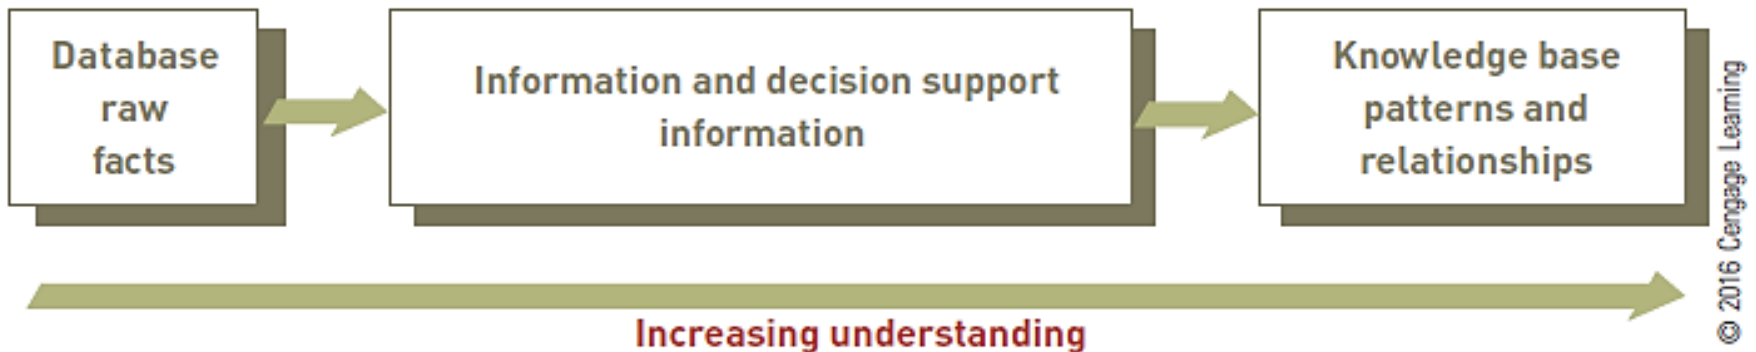 Database
raw
facts
Information and decision support
information
Knowledge base
patterns and
relationships
Increasing understanding
© 2016 Cengage Learning